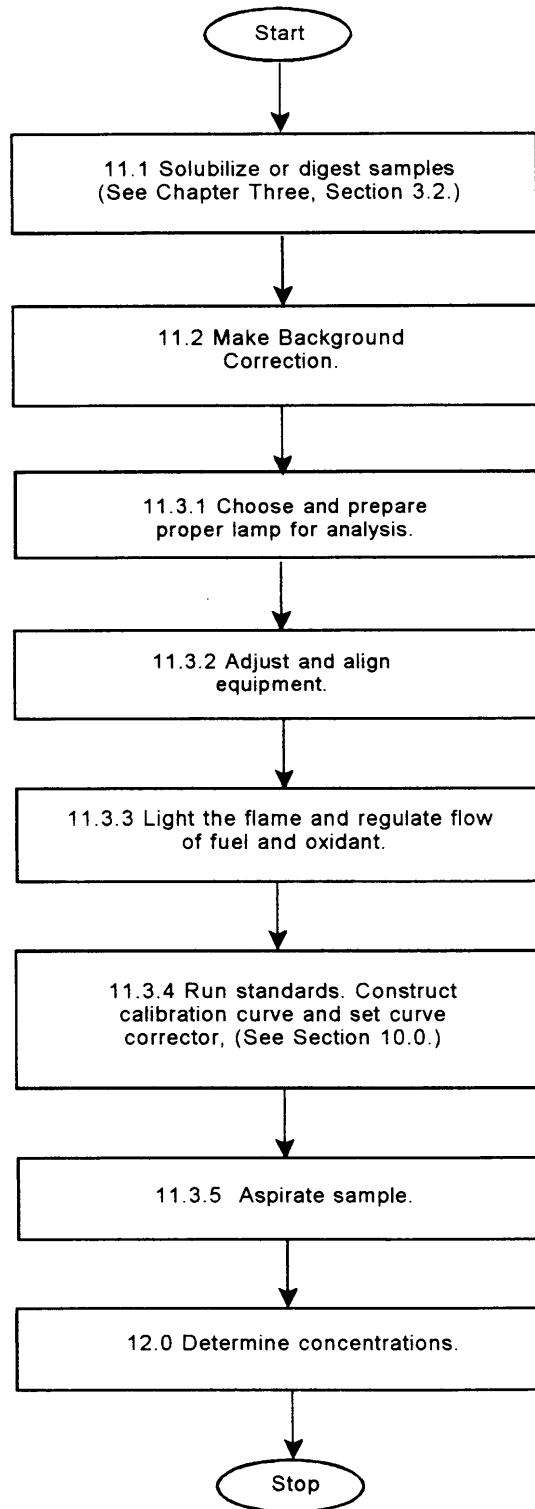 Start
11.1 Solubilize or digest samples
(See Chapter Three, Section 3.2.)
11.2 Make Background
Correction.
11.3.1 Choose and prepare
proper lamp for analysis.
11.3.2 Adjust and align
equipment.
11.3.3 Light the flame and regulate flow
of fuel and oxidant.
11.3.4 Run standards. Construct
calibration curve and set curve
corrector, (See Section 10.0.)
11.3.5 Aspirate sample.
12.0 Determine concentrations.
Stop